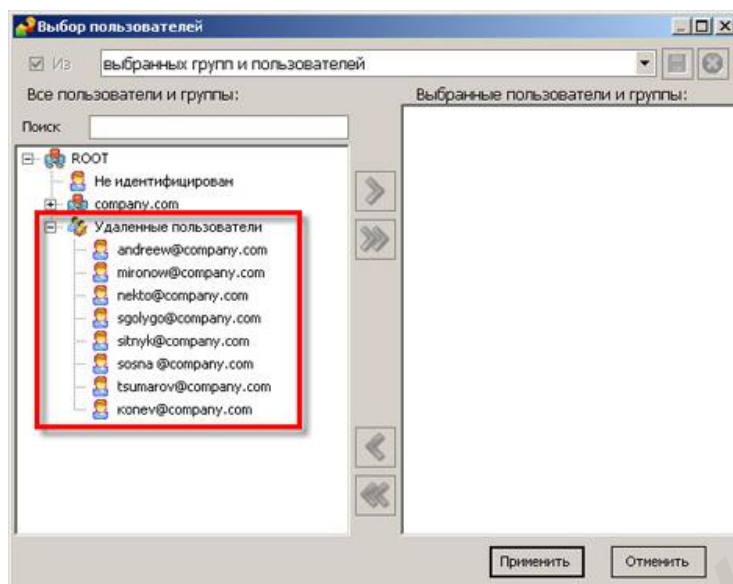 Выбор пользователей
Из выбранных групп и пользователей
Все пользователи и группы:
Выбранные пользователи и группы:
Поиск
ROOT
Не идентифицирован
company.com
Удаленные пользователи
andreew@company.com
mironow@company.com
nekto@company.com
sgolygo@company.com
sitnyk@company.com
sosna @company.com
tsumarov@company.com
конev@company.com
Применить Отменить